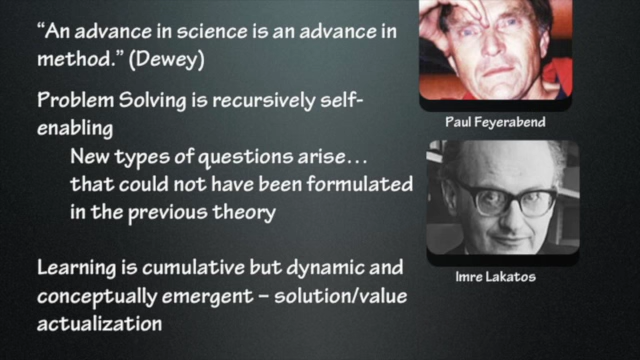 “An advance in science is an advance in
method.” (Dewey)
Problem Solving is recursively self-
enabling
New types of questions arise…
that could not have been formulated
in the previous theory
Learning is cumulative but dynamic and
conceptually emergent – solution/value
actualization
Paul Feyerabend
Imre Lakatos